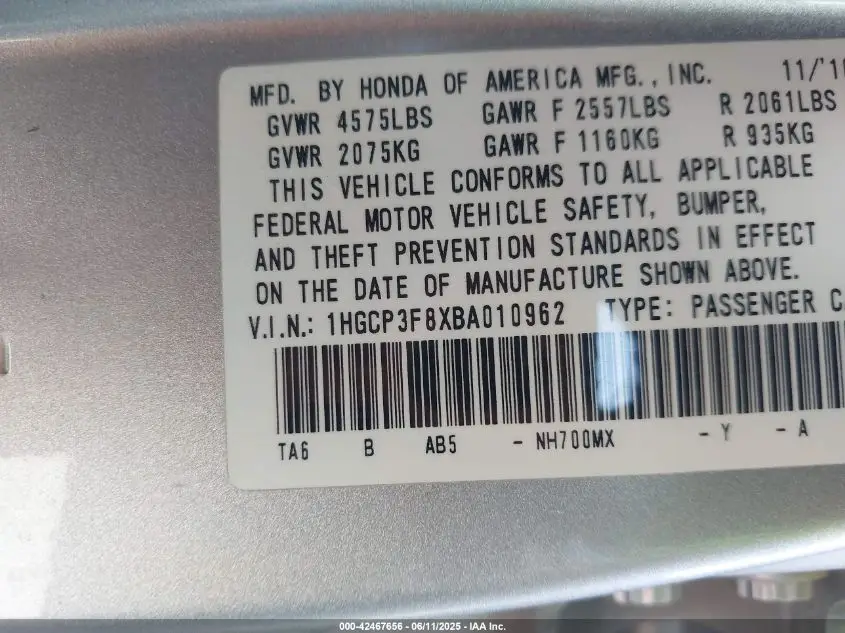 MFD. BY HONDA OF AMERICA MFG., INC. 11/'10
GVWR 4575LBS GAWR F 2557LBS R 2061LBS
GVWR 2075KG GAWR F 1160KG R 935KG
THIS VEHICLE CONFORMS TO ALL APPLICABLE
FEDERAL MOTOR VEHICLE SAFETY, BUMPER,
AND THEFT PREVENTION STANDARDS IN EFFECT
ON THE DATE OF MANUFACTURE SHOWN ABOVE.
V.I.N.: 1HGCP3F8XBA010962 TYPE: PASSENGER C
TA6 B AB5 - NH700MX - Y - A
000-42467656 - 06/11/2025 - IAA Inc.